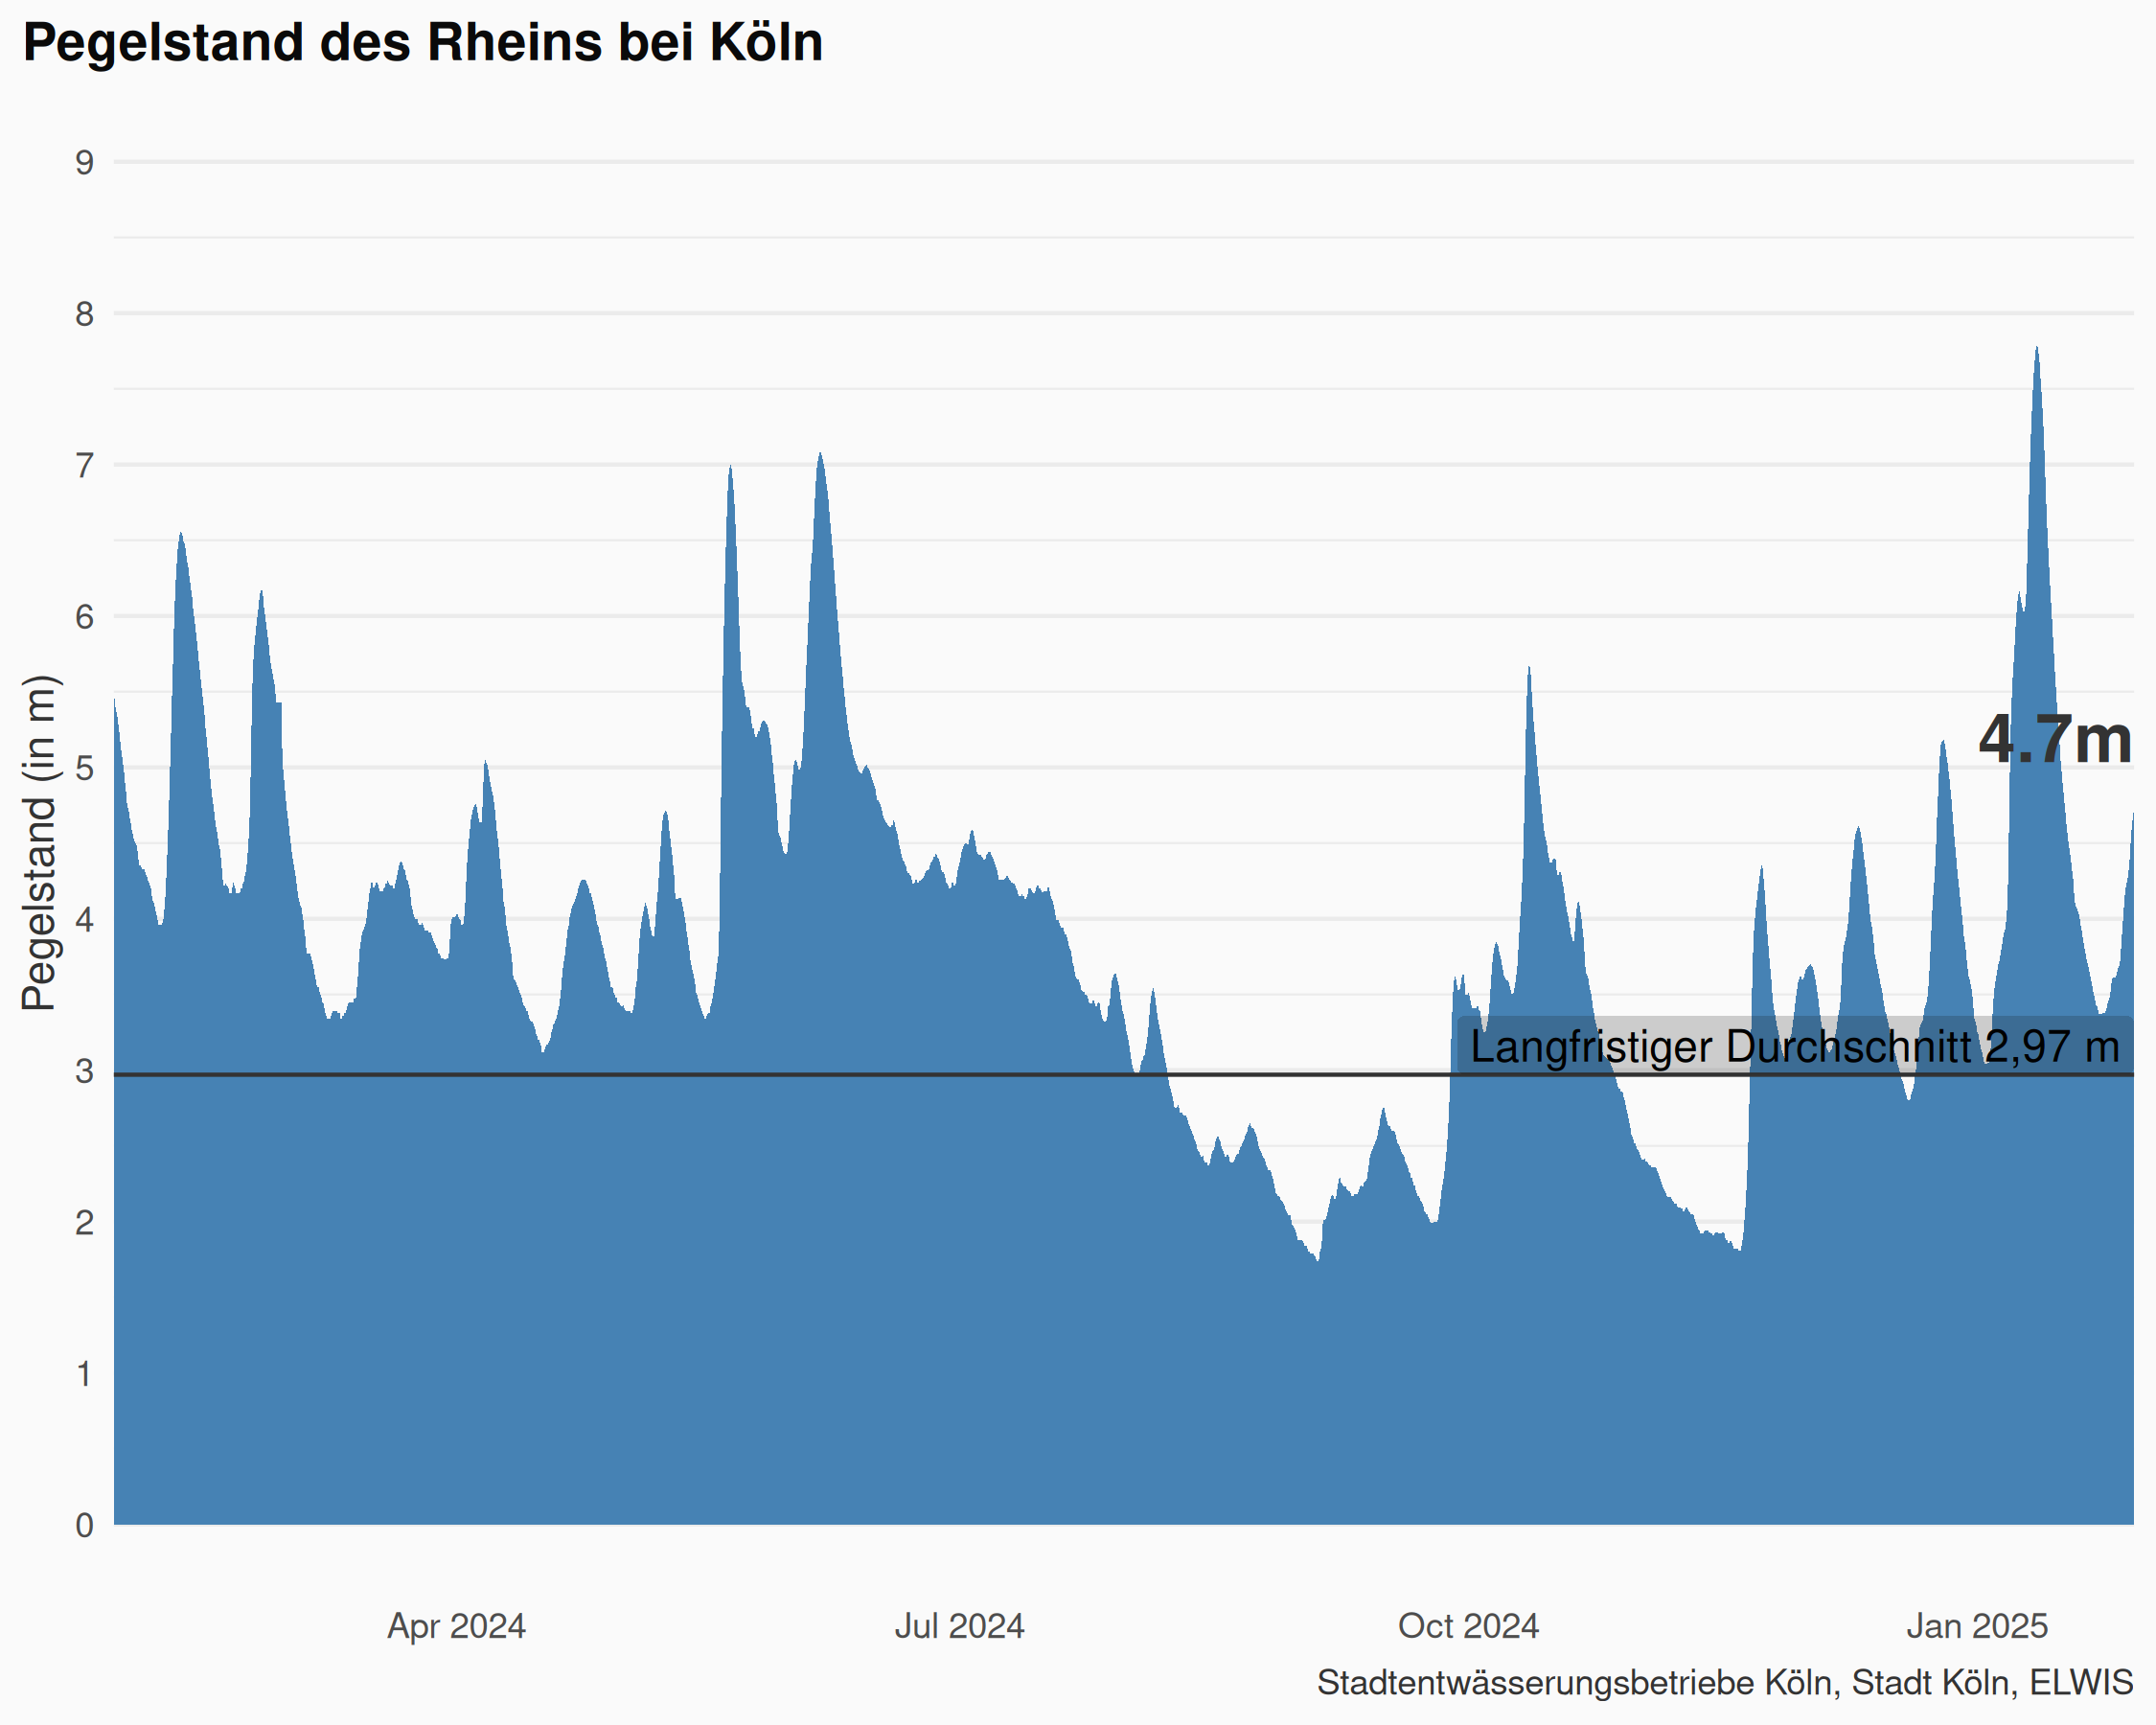 Pegelstand des Rheins bei Köln
9
8
7
6
5
4
3
2
1
0
Pegelstand (in m)
4.7m
Langfristiger Durchschnitt 2,97 m
Apr 2024
Jul 2024
Oct 2024
Jan 2025
Stadtentwässerungsbetriebe Köln, Stadt Köln, ELWIS